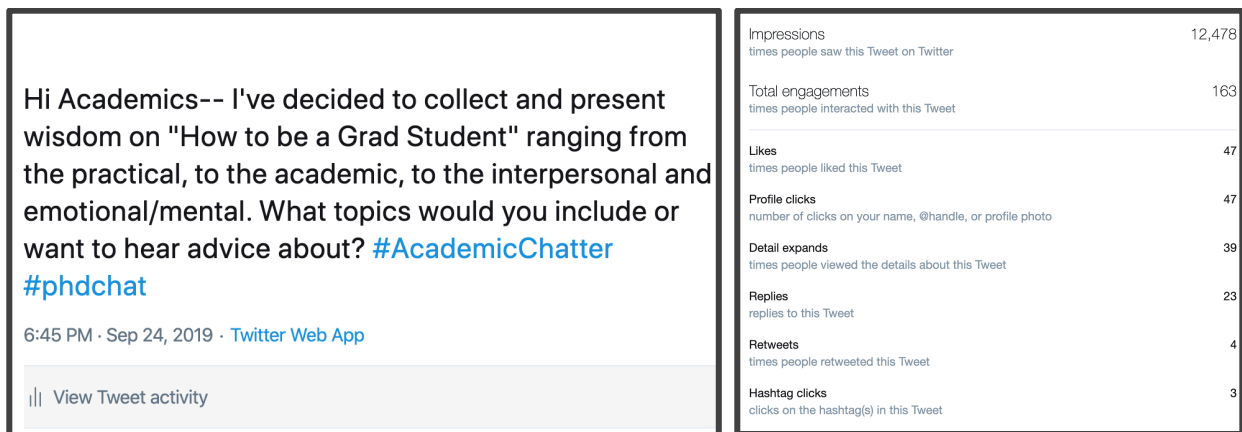 Hi Academics-- I've decided to collect and present
wisdom on "How to be a Grad Student" ranging from
the practical, to the academic, to the interpersonal and
emotional/mental. What topics would you include or
want to hear advice about? #AcademicChatter
#phdchat
6:45 PM · Sep 24, 2019 · Twitter Web App
View Tweet activity
Impressions 12,478
times people saw this Tweet on Twitter
Total engagements 163
times people interacted with this Tweet
Likes 47
times people liked this Tweet
Profile clicks 47
number of clicks on your name, @handle, or profile photo
Detail expands 39
times people viewed the details about this Tweet
Replies 23
replies to this Tweet
Retweets 4
times people retweeted this Tweet
Hashtag clicks 3
clicks on the hashtag(s) in this Tweet